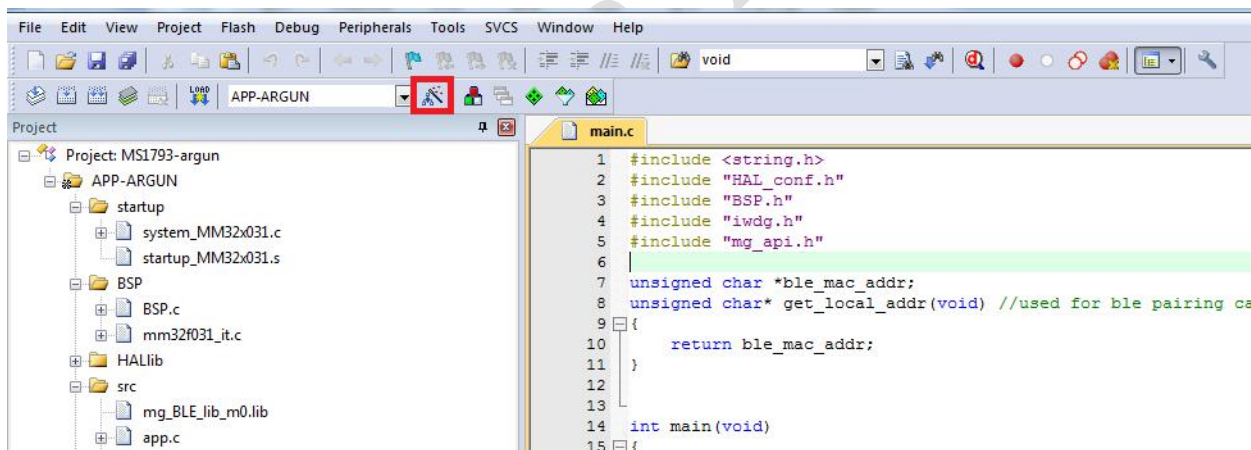 File Edit View Project Flash Debug Peripherals Tools SVCS Window Help
void
LOAD APP-ARGUN
Project
main.c
Project: MS1793-argun
APP-ARGUN
startup
system_MM32x031.c
startup_MM32x031.s
BSP
BSP.c
mm32f031_it.c
HALlib
src
mg_BLE_lib_m0.lib
app.c
1 #include <string.h>
2 #include "HAL_conf.h"
3 #include "BSP.h"
4 #include "iwdg.h"
5 #include "mg_api.h"
6
7 unsigned char *ble_mac_addr;
8 unsigned char* get_local_addr(void) //used for ble pairing ca
9 {
10 return ble_mac_addr;
11 }
12
13
14 int main(void)
15 {